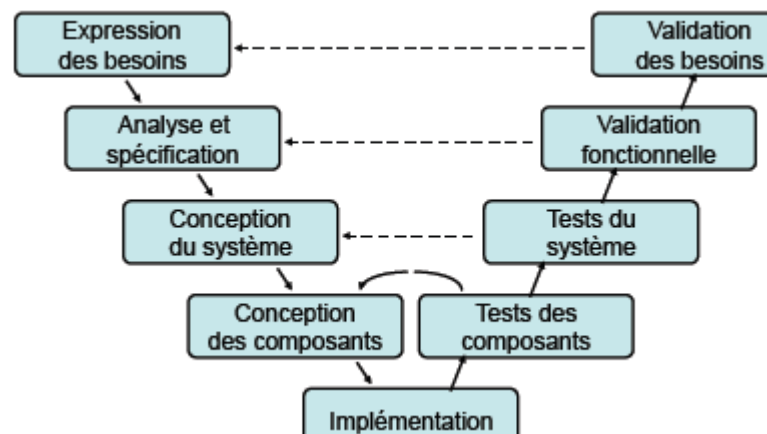 Expression
des besoins
Validation
des besoins
Analyse et
spécification
Validation
fonctionnelle
Conception
du système
Tests du
système
Conception
des composants
Tests des
composants
Implémentation